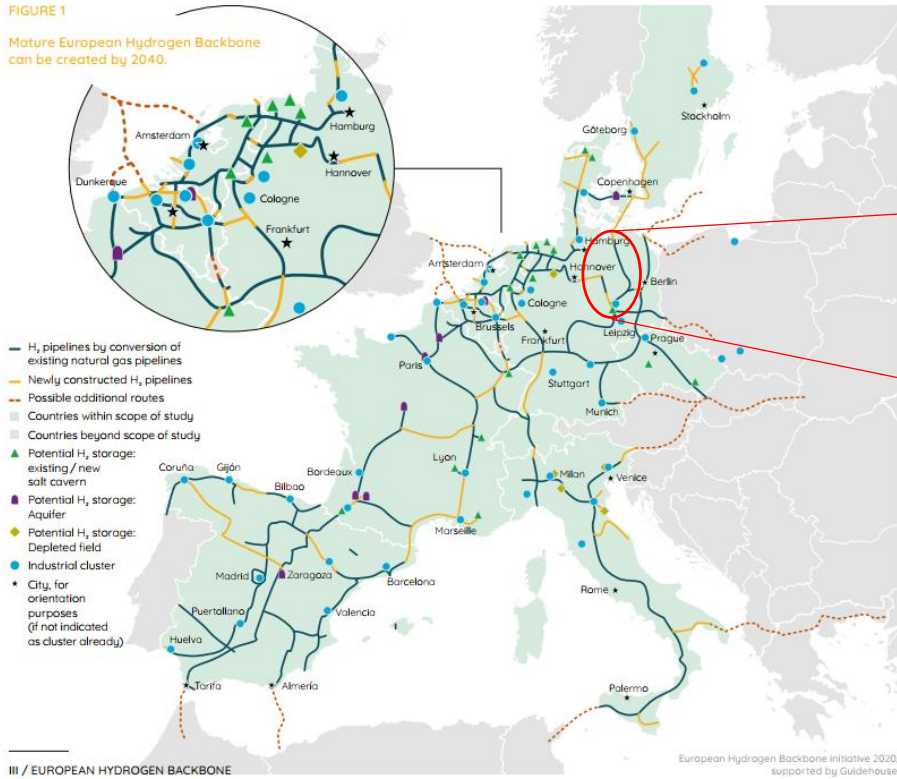 FIGURE 1
Mature European Hydrogen Backbone
can be created by 2040.
Amsterdam
Hamburg
Hannover
Dunkerque
Cologne
Frankfurt
Stockholm
Göteborg
Copenhagen
Hamburg
Amsterdam
Hannover
Berlin
Cologne
Brussels
Leipzig
Frankfurt
Prague
Paris
Stuttgart
Munich
H₂ pipelines by conversion of
existing natural gas pipelines
Newly constructed H₂ pipelines
Possible additional routes
Countries within scope of study
Countries beyond scope of study
Potential H₂ storage:
existing / new
salt cavern
Potential H₂ storage:
Aquifer
Potential H₂ storage:
Depleted field
Industrial cluster
City, for
orientation
purposes
(if not indicated
as cluster already)
Lyon
Milan
Venice
Coruña
Gijón
Bordeaux
Bilbao
Marseille
Madrid
Zaragoza
Barcelona
Rome
Puertollano
Valencia
Huelva
Tarifa
Almería
Palermo
III / EUROPEAN HYDROGEN BACKBONE
European Hydrogen Backbone initiative 2020,
supported by Guidehouse